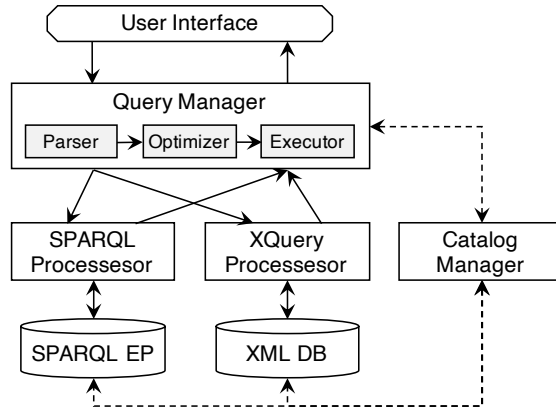 User Interface
Query Manager
Parser
Optimizer
Executor
SPARQL
Processesor
XQuery
Processesor
Catalog
Manager
SPARQL EP
XML DB